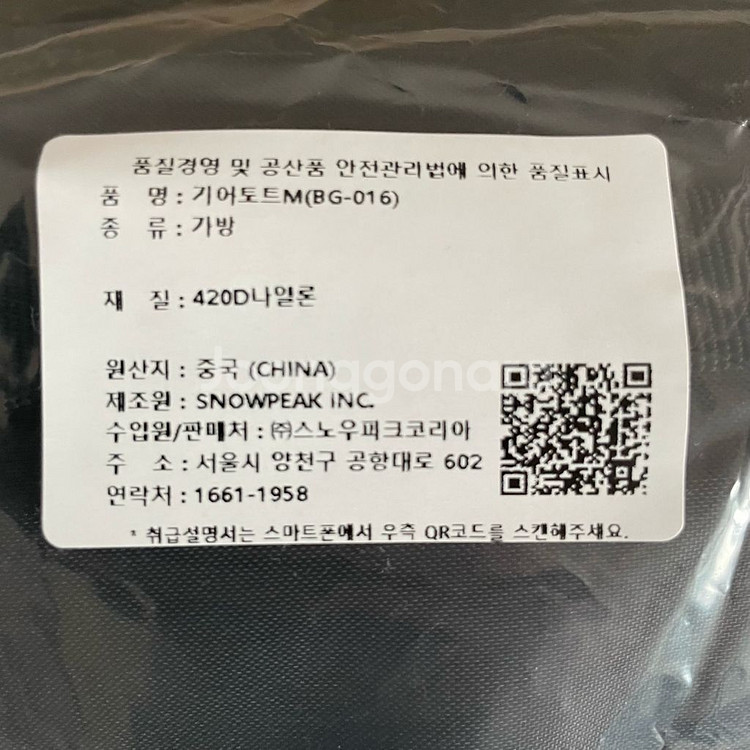 품질경영 및 공산품 안전관리법에 의한 품질표시
품 명 : 기어토트M(BG-016)
종 류 : 가방
재 질 : 420D나일론
원산지 : 중국 (CHINA)
제조원 : SNOWPEAK INC.
수입원/판매처 : ㈜스노우피크코리아
주 소 : 서울시 양천구 공항대로 602
연락처 : 1661-1958
* 취급설명서는 스마트폰에서 우측 QR코드를 스캔해주세요.
Joonggonara